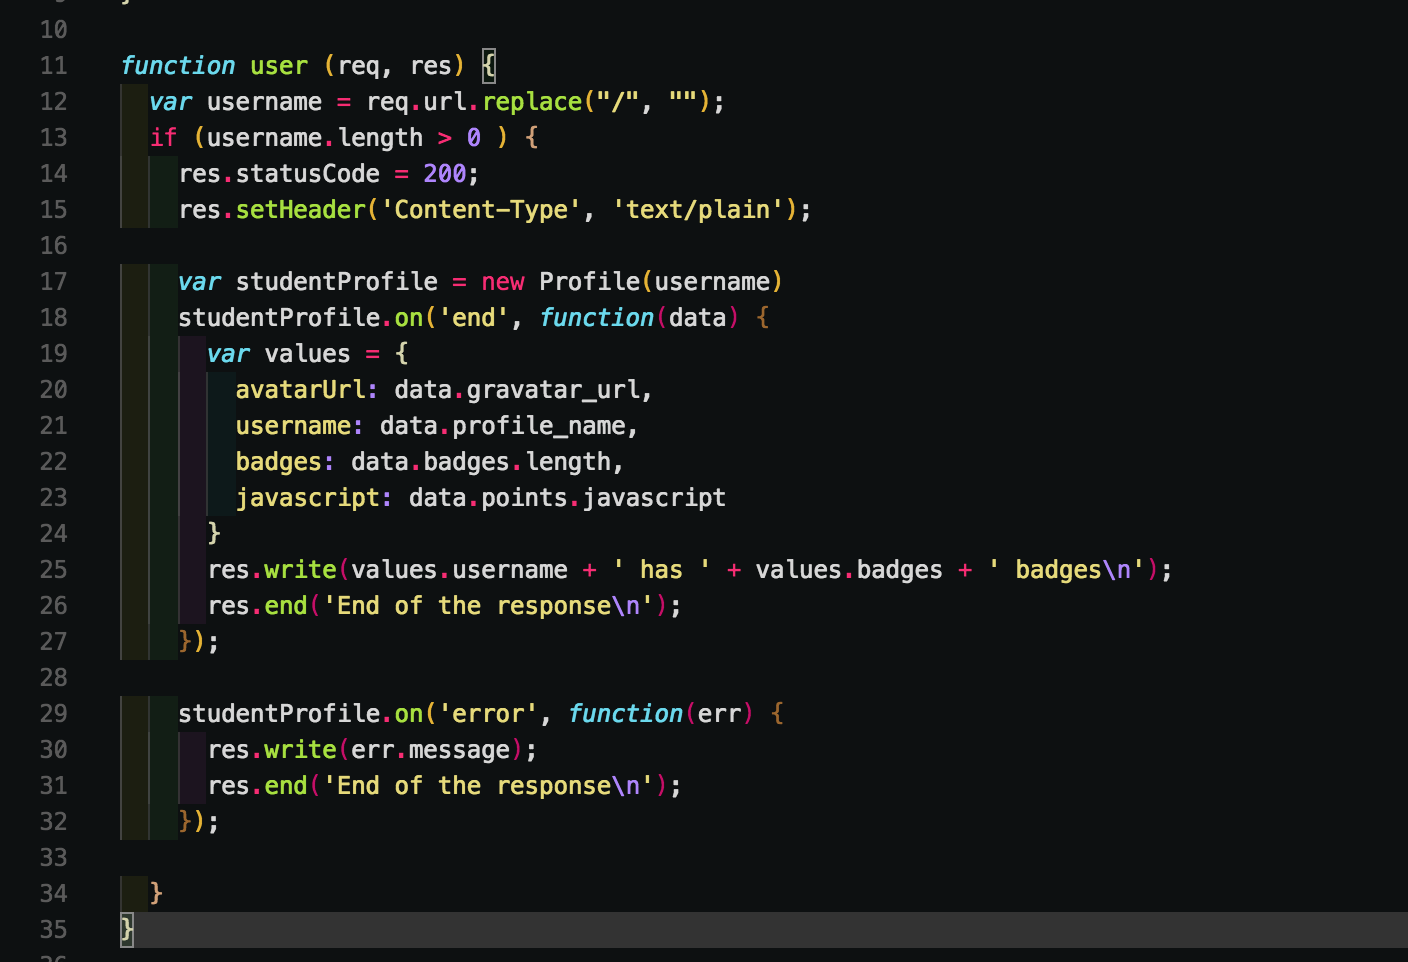 10
11 function user (req, res) {
12   var username = req.url.replace("/", "");
13   if (username.length > 0 ) {
14     res.statusCode = 200;
15     res.setHeader('Content-Type', 'text/plain');
16
17     var studentProfile = new Profile(username)
18     studentProfile.on('end', function(data) {
19       var values = {
20         avatarUrl: data.gravatar_url,
21         username: data.profile_name,
22         badges: data.badges.length,
23         javascript: data.points.javascript
24       }
25       res.write(values.username + ' has ' + values.badges + ' badges\n');
26       res.end('End of the response\n');
27     });
28
29     studentProfile.on('error', function(err) {
30       res.write(err.message);
31       res.end('End of the response\n');
32     });
33
34   }
35 }